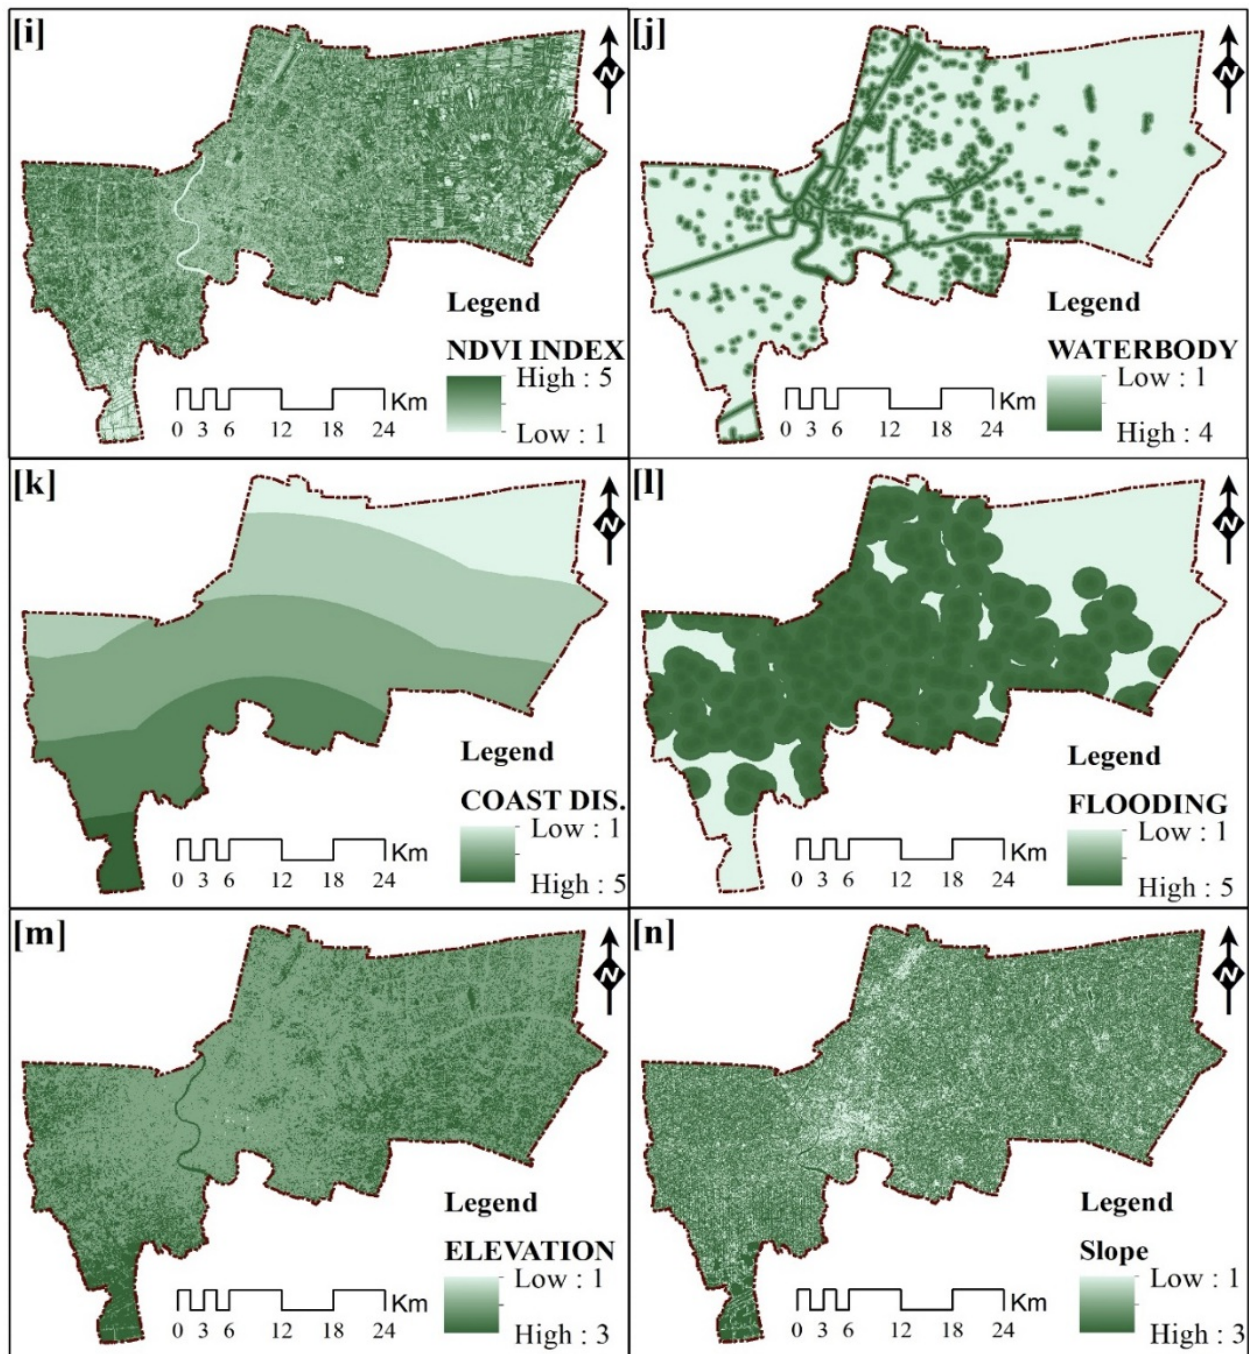 [i]
N
Legend
NDVI INDEX
High : 5
Low : 1
Km
0 3 6 12 18 24
[j]
N
Legend
WATERBODY
Low : 1
High : 4
Km
0 3 6 12 18 24
[k]
N
Legend
COAST DIS.
Low : 1
High : 5
Km
0 3 6 12 18 24
[l]
N
Legend
FLOODING
Low : 1
High : 5
Km
0 3 6 12 18 24
[m]
N
Legend
ELEVATION
Low : 1
High : 3
Km
0 3 6 12 18 24
[n]
N
Legend
Slope
Low : 1
High : 3
Km
0 3 6 12 18 24